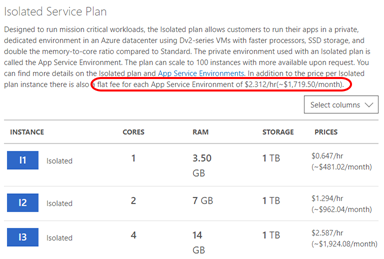 Isolated Service Plan
Designed to run mission critical workloads, the Isolated plan allows customers to run their apps in a private,
dedicated environment in an Azure datacenter using Dv2-series VMs with faster processors, SSD storage, and
double the memory-to-core ratio compared to Standard. The private environment used with an Isolated plan is
called the App Service Environment. The plan can scale to 100 instances with more available upon request. You
can find more details on the Isolated plan and App Service Environments. In addition to the price per Isolated
plan instance there is also flat fee for each App Service Environment of $2.312/hr(~$1,719.50/month).
Select columns
INSTANCE CORES RAM STORAGE PRICES
I1 Isolated 1 3.50 GB 1 TB $0.647/hr
(~$481.02/month)
I2 Isolated 2 7 GB 1 TB $1.294/hr
(~$962.04/month)
I3 Isolated 4 14 GB 1 TB $2.587/hr
(~$1,924.08/month)